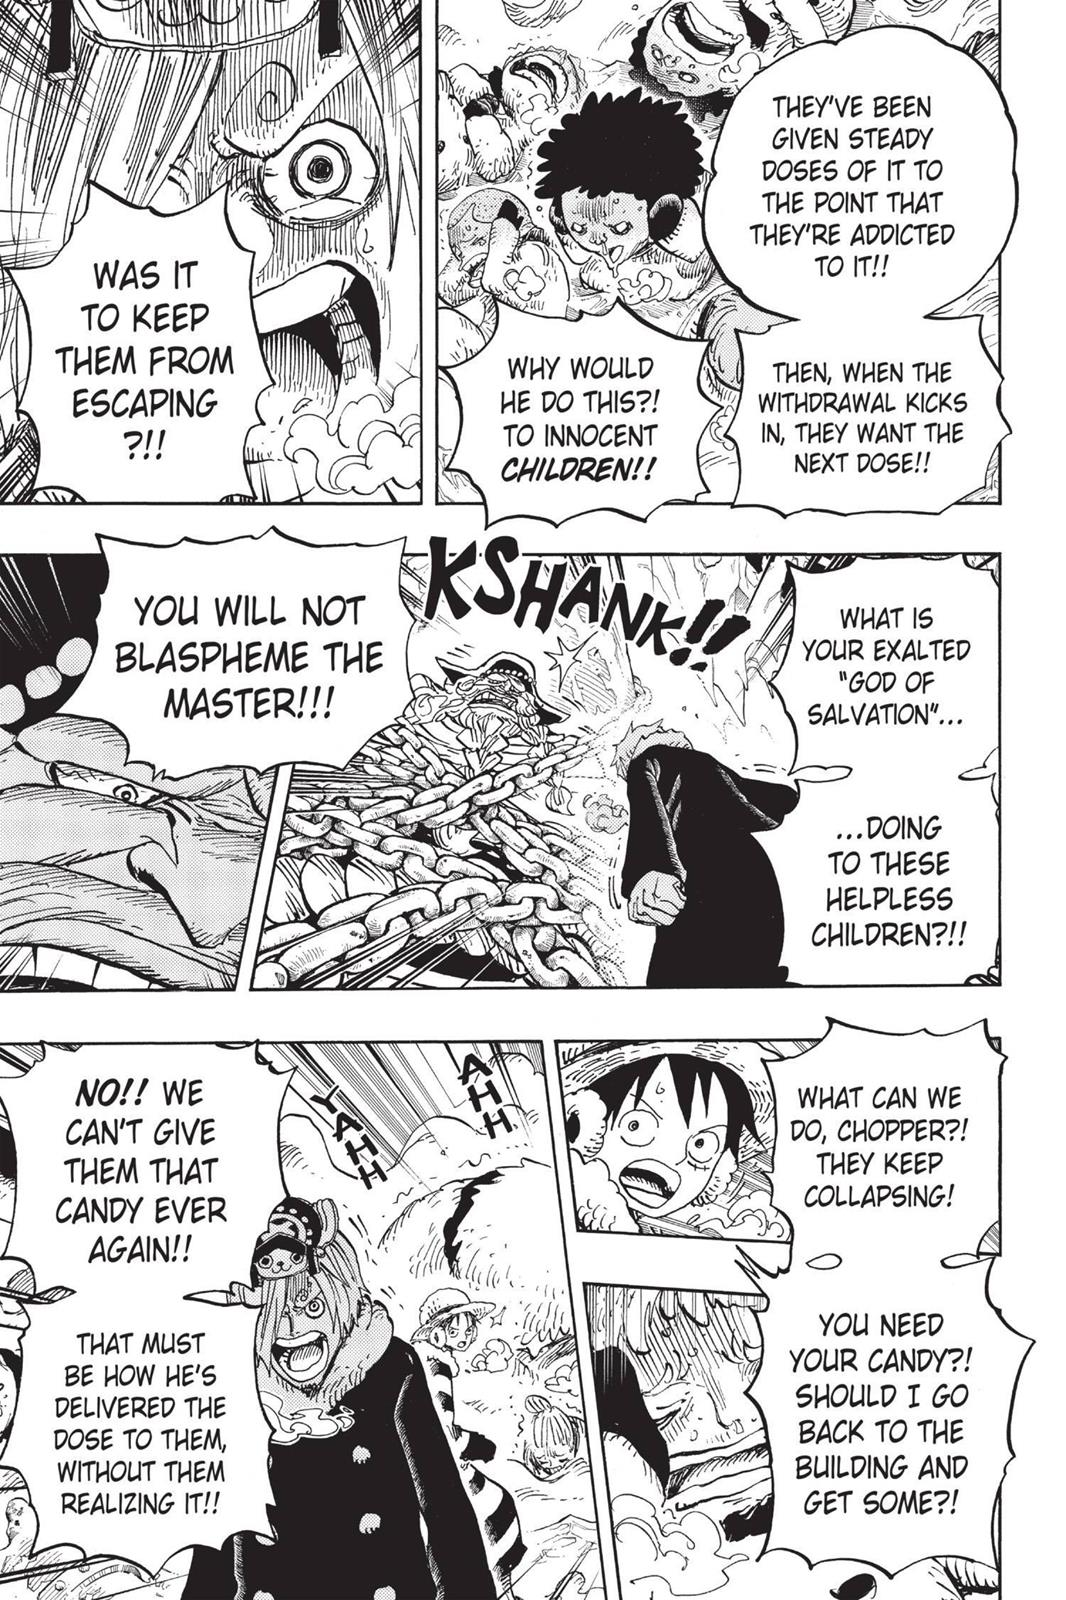 THEY'VE BEEN
GIVEN STEADY
DOSES OF IT TO
THE POINT THAT
THEY'RE ADDICTED
TO IT!!
THEN, WHEN THE
WITHDRAWAL KICKS
IN, THEY WANT THE
NEXT DOSE!!
WHY WOULD
HE DO THIS?!
TO INNOCENT
CHILDREN!!
WAS IT
TO KEEP
THEM FROM
ESCAPING
?!!
WHAT IS
YOUR EXALTED
"GOD OF
SALVATION"...
...DOING
TO THESE
HELPLESS
CHILDREN?!!
KSHANK!!
YOU WILL NOT
BLASPHEME THE
MASTER!!!
WHAT CAN WE
DO, CHOPPER?!
THEY KEEP
COLLAPSING!
YOU NEED
YOUR CANDY?!
SHOULD I GO
BACK TO THE
BUILDING AND
GET SOME?!
AHH
YAHH
NO!! WE
CAN'T GIVE
THEM THAT
CANDY EVER
AGAIN!!
THAT MUST
BE HOW HE'S
DELIVERED THE
DOSE TO THEM,
WITHOUT THEM
REALIZING IT!!